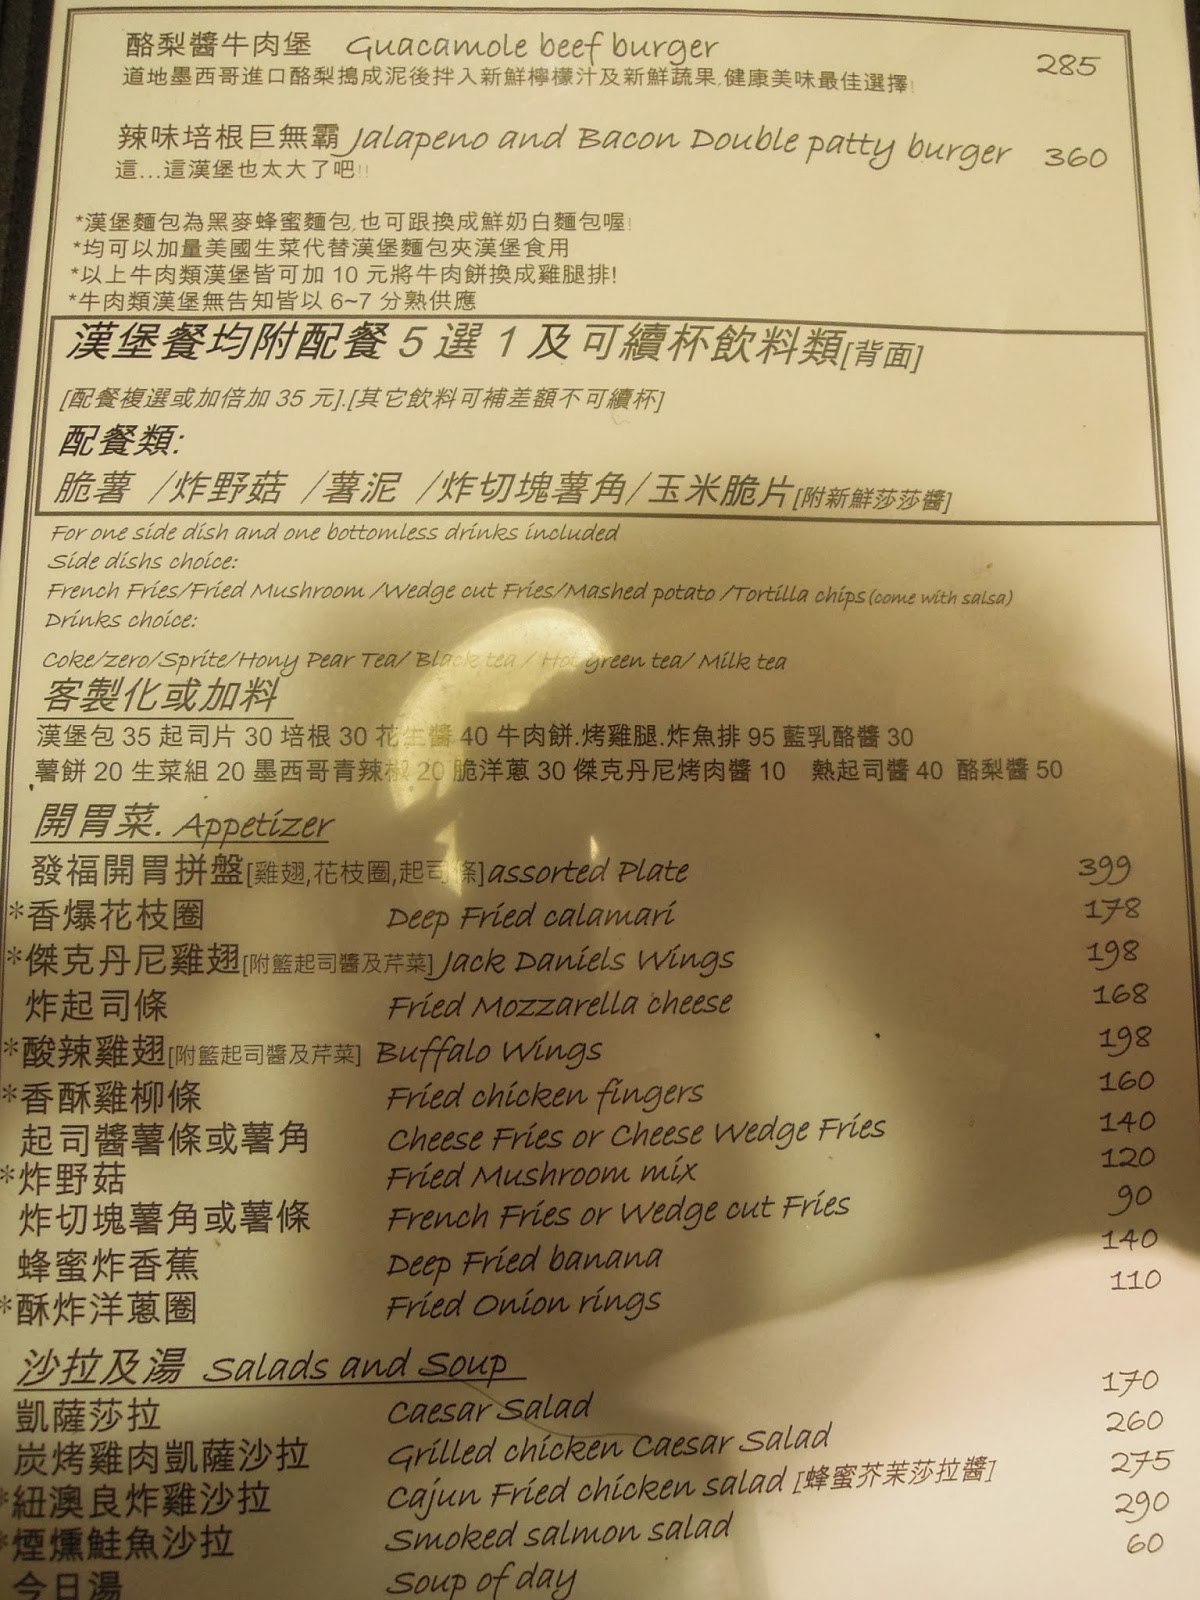 酪梨醬牛肉堡 Guacamole beef burger 285
道地墨西哥進口酪梨搗成泥後拌入新鮮檸檬汁及新鮮蔬果,健康美味最佳選擇!
辣味培根巨無霸 Jalapeno and Bacon Double patty burger 360
這...這漢堡也太大了吧!!
*漢堡麵包為黑麥蜂蜜麵包,也可跟換成鮮奶白麵包喔!
*均可以加量美國生菜代替漢堡麵包夾漢堡食用
*以上牛肉類漢堡皆可加 10 元將牛肉餅換成雞腿排!
*牛肉類漢堡無告知皆以 6~7 分熟供應
漢堡餐均附配餐 5 選 1 及可續杯飲料類[背面]
[配餐複選或加倍加 35 元].[其它飲料可補差額不可續杯]
配餐類:
脆薯 /炸野菇 /薯泥 /炸切塊薯角/玉米脆片[附新鮮莎莎醬]
For one side dish and one bottomless drinks included
Side dishs choice:
French Fries/Fried Mushroom /Wedge cut Fries/Mashed potato /Tortilla chips(come with salsa)
Drinks choice:
Coke/zero/Sprite/Hony Pear Tea/ Black tea / Hot green tea/ Milk tea
客製化或加料
漢堡包 35 起司片 30 培根 30 花生醬 40 牛肉餅.烤雞腿.炸魚排 95 藍乳酪醬 30
薯餅 20 生菜組 20 墨西哥青辣椒 20 脆洋蔥 30 傑克丹尼烤肉醬 10 熱起司醬 40 酪梨醬 50
開胃菜. Appetizer
發福開胃拼盤[雞翅,花枝圈,起司條]assorted Plate 399
*香爆花枝圈 Deep Fried calamari 178
*傑克丹尼雞翅[附籃起司醬及芹菜] Jack Daniels Wings 198
炸起司條 Fried Mozzarella cheese 168
*酸辣雞翅[附籃起司醬及芹菜] Buffalo Wings 198
*香酥雞柳條 Fried chicken fingers 160
起司醬薯條或薯角 Cheese Fries or Cheese Wedge Fries 140
*炸野菇 Fried Mushroom mix 120
炸切塊薯角或薯條 French Fries or Wedge cut Fries 90
蜂蜜炸香蕉 Deep Fried banana 140
*酥炸洋蔥圈 Fried Onion rings 110
沙拉及湯 Salads and Soup
凱薩莎拉 Caesar Salad 170
炭烤雞肉凱薩沙拉 Grilled chicken Caesar Salad 260
*紐澳良炸雞沙拉 Cajun Fried chicken salad [蜂蜜芥茉莎拉醬] 275
*煙燻鮭魚沙拉 Smoked salmon salad 290
今日湯 Soup of day 60